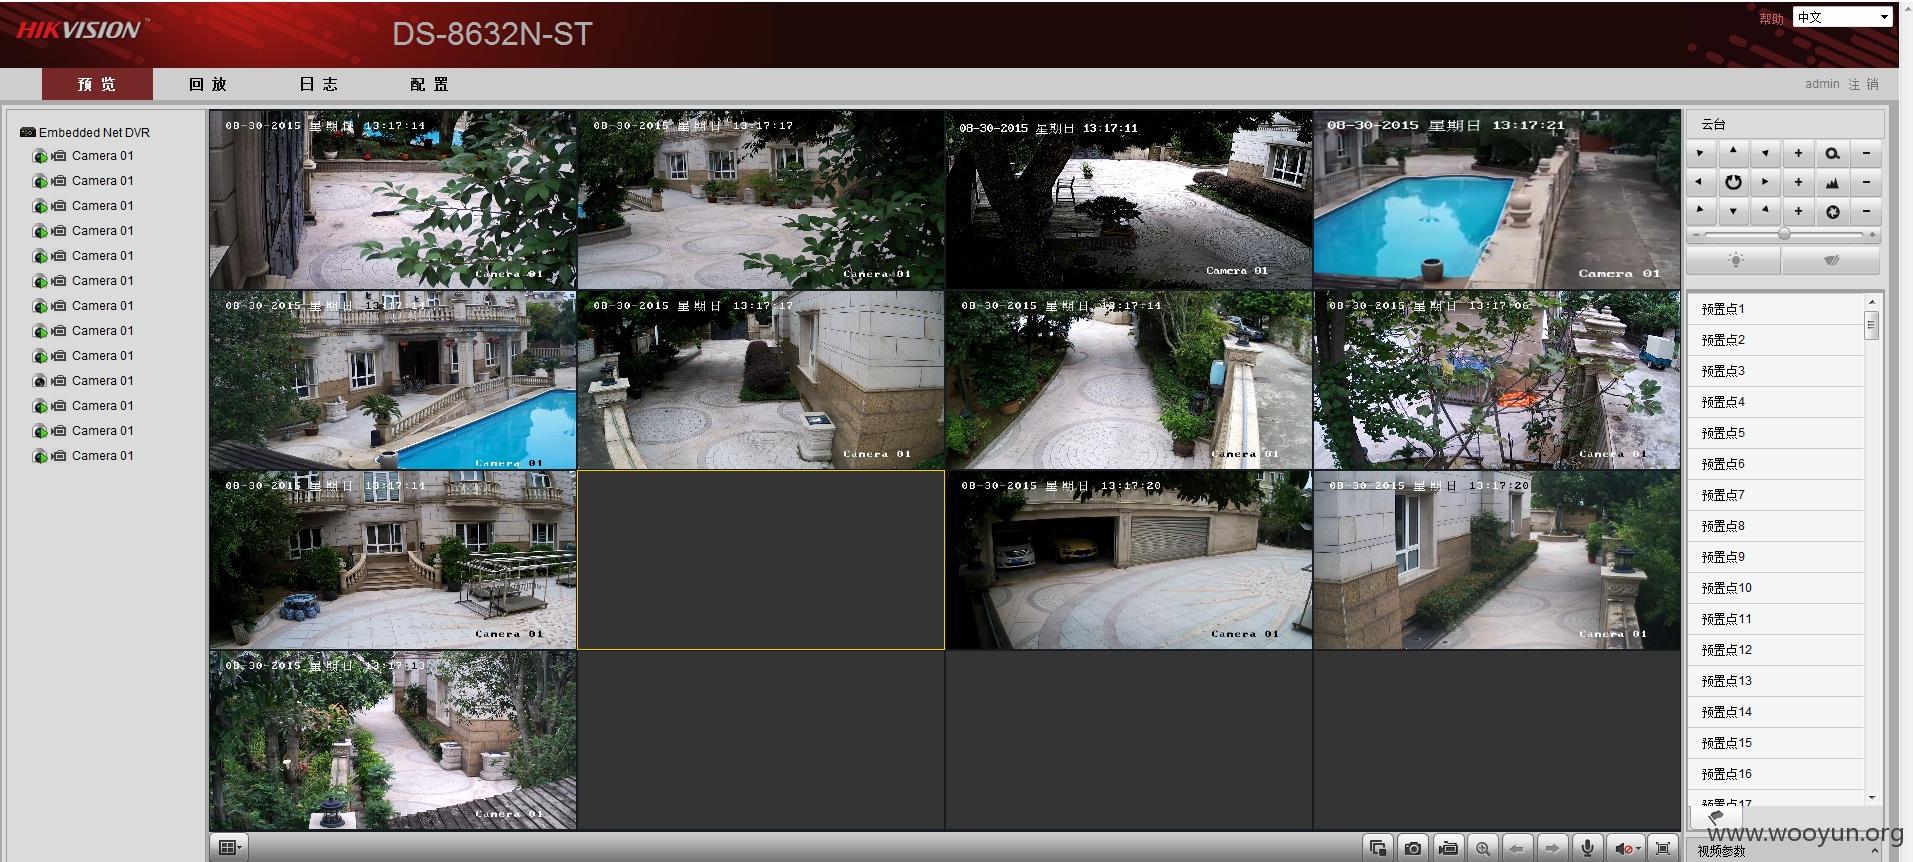 HIKVISION
DS-8632N-ST
帮助
中文
预览
回放
日志
配置
admin 注销
Embedded Net DVR
Camera 01
Camera 01
Camera 01
Camera 01
Camera 01
Camera 01
Camera 01
Camera 01
Camera 01
Camera 01
Camera 01
Camera 01
Camera 01
08-30-2015 星期日 13:17:14
Camera 01
08-30-2015 星期日 13:17:17
Camera 01
08-30-2015 星期日 13:17:11
Camera 01
08-30-2015 星期日 13:17:21
Camera 01
08-30-2015 星期日 13:17:14
Camera 01
08-30-2015 星期日 13:17:17
Camera 01
08-30-2015 星期日 13:17:14
Camera 01
08-30-2015 星期日 13:17:06
Camera 01
08-30-2015 星期日 13:17:14
Camera 01
08-30-2015 星期日 13:17:20
Camera 01
08-30-2015 星期日 13:17:20
Camera 01
08-30-2015 星期日 13:17:13
Camera 01
云台
预置点1
预置点2
预置点3
预置点4
预置点5
预置点6
预置点7
预置点8
预置点9
预置点10
预置点11
预置点12
预置点13
预置点14
预置点15
预置点16
预置点17
www.wooyun.org
视频参数